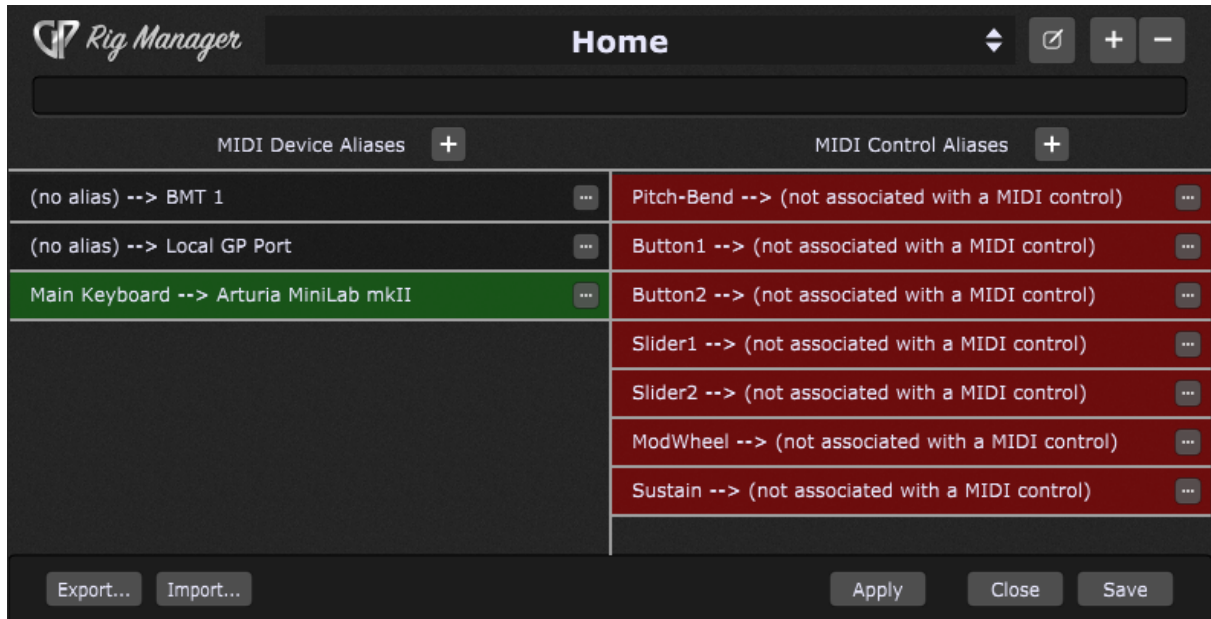 GP Rig Manager
Home
+ −
MIDI Device Aliases +
MIDI Control Aliases +
(no alias) --> BMT 1 ...
(no alias) --> Local GP Port ...
Main Keyboard --> Arturia MiniLab mkII ...
Pitch-Bend --> (not associated with a MIDI control) ...
Button1 --> (not associated with a MIDI control) ...
Button2 --> (not associated with a MIDI control) ...
Slider1 --> (not associated with a MIDI control) ...
Slider2 --> (not associated with a MIDI control) ...
ModWheel --> (not associated with a MIDI control) ...
Sustain --> (not associated with a MIDI control) ...
Export... Import... Apply Close Save